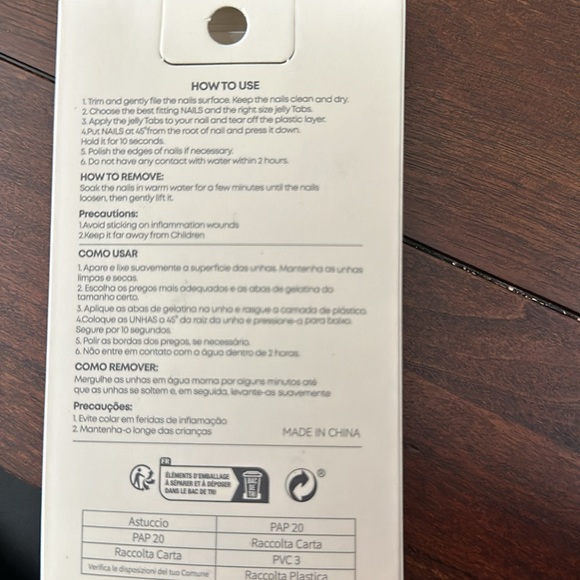 HOW TO USE
1. Trim and gently file the nails surface. Keep the nails clean and dry.
2. Choose the best fitting NAILS and the right size jelly Tabs.
3. Apply the jelly Tabs to your nail and tear off the plastic layer.
4.Put NAILS at 45°from the root of nail and press it down.
Hold it for 10 seconds.
5. Polish the edges of nails if necessary.
6. Do not have any contact with water within 2 hours.
HOW TO REMOVE:
Soak the nails in warm water for a few minutes until the nails
loosen, then gently lift it.
Precautions:
1.Avoid sticking on inflammation wounds
2.Keep it far away from Children
COMO USAR
1. Apare e lixe suavemente a superfície das unhas. Mantenha as unhas
limpas e secas.
2. Escolha os pregos mais adequados e as abas de gelatina do
tamanho certo.
3. Aplique as abas de gelatina na unha e rasgue a camada de plástico.
4.Coloque as UNHAS a 45° da raiz da unha e pressione-o para baixo.
Segure por 10 segundos.
5. Polir as bordas dos pregos, se necessário.
6. Não entre em contato com a água dentro de 2 horas.
COMO REMOVER:
Mergulhe as unhas em água morna por alguns minutos até
que as unhas se soltem e, em seguida, levante-as suavemente
Precauções:
1. Evite colar em feridas de inflamação
2. Mantenha-o longe das crianças
MADE IN CHINA
FR
ÉLÉMENTS D'EMBALLAGE
À SÉPARER ET À DÉPOSER
DANS LE BAC DE TRI
BAC DE TRI
®
Astuccio
PAP 20
PAP 20
Raccolta Carta
Raccolta Carta
PVC 3
Verifica le disposizioni del tuo Comune
Raccolta Plastica